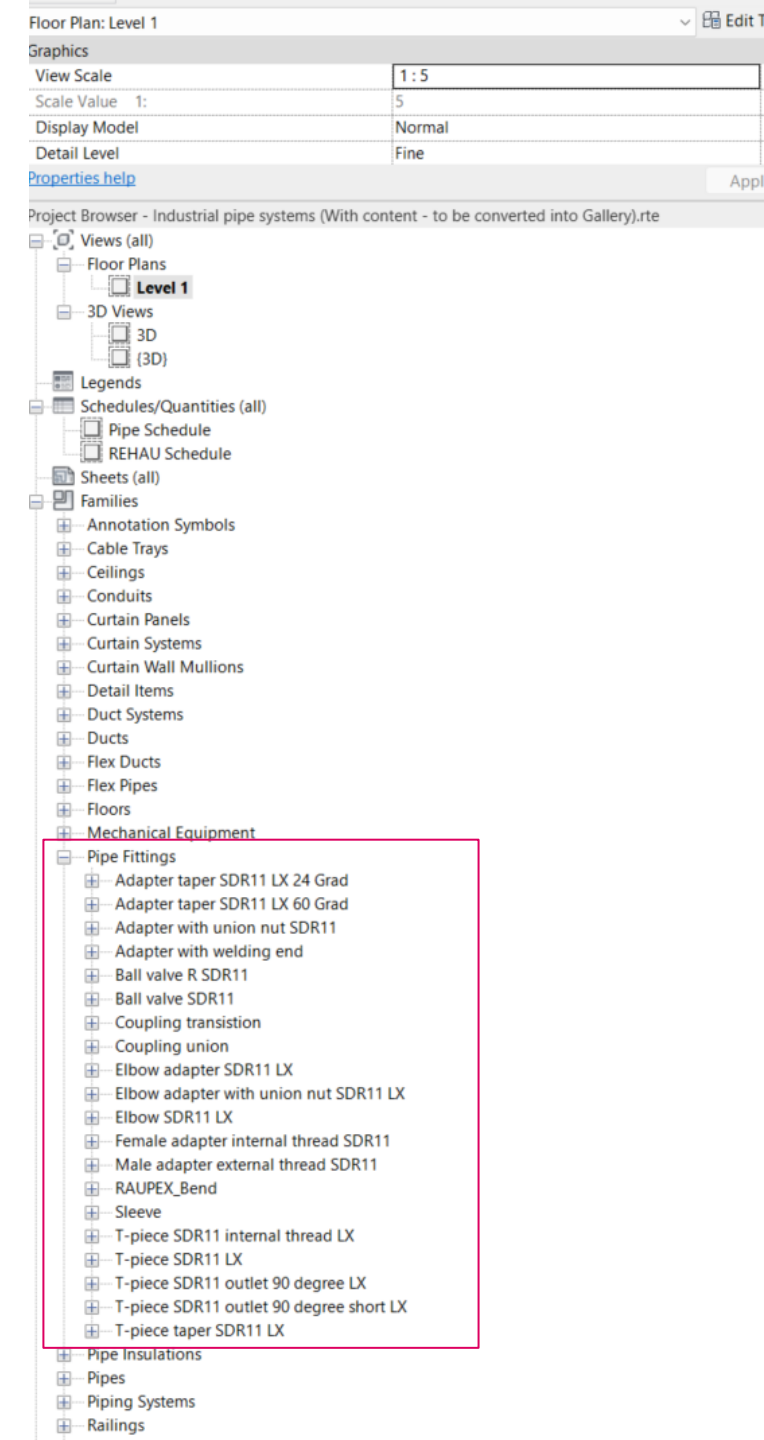 Floor Plan: Level 1
Edit T
Graphics
View Scale 1 : 5
Scale Value 1: 5
Display Model Normal
Detail Level Fine
Properties help
Appl
Project Browser - Industrial pipe systems (With content - to be converted into Gallery).rte
Views (all)
Floor Plans
Level 1
3D Views
3D
{3D}
Legends
Schedules/Quantities (all)
Pipe Schedule
REHAU Schedule
Sheets (all)
Families
Annotation Symbols
Cable Trays
Ceilings
Conduits
Curtain Panels
Curtain Systems
Curtain Wall Mullions
Detail Items
Duct Systems
Ducts
Flex Ducts
Flex Pipes
Floors
Mechanical Equipment
Pipe Fittings
Adapter taper SDR11 LX 24 Grad
Adapter taper SDR11 LX 60 Grad
Adapter with union nut SDR11
Adapter with welding end
Ball valve R SDR11
Ball valve SDR11
Coupling transistion
Coupling union
Elbow adapter SDR11 LX
Elbow adapter with union nut SDR11 LX
Elbow SDR11 LX
Female adapter internal thread SDR11
Male adapter external thread SDR11
RAUPEX_Bend
Sleeve
T-piece SDR11 internal thread LX
T-piece SDR11 LX
T-piece SDR11 outlet 90 degree LX
T-piece SDR11 outlet 90 degree short LX
T-piece taper SDR11 LX
Pipe Insulations
Pipes
Piping Systems
Railings